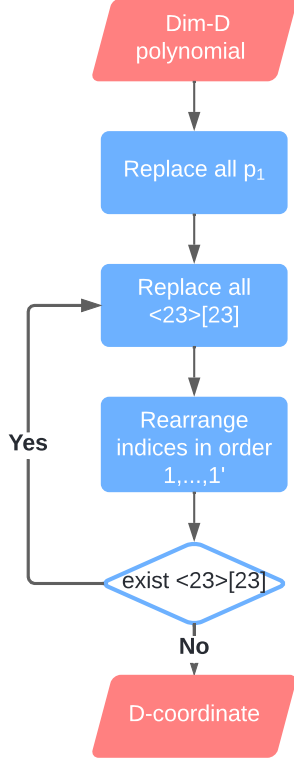 Dim-D
polynomial
Replace all p₁
Replace all
<23>[23]
Rearrange
indices in order
1,...,1'
Yes
exist <23>[23]
No
D-coordinate